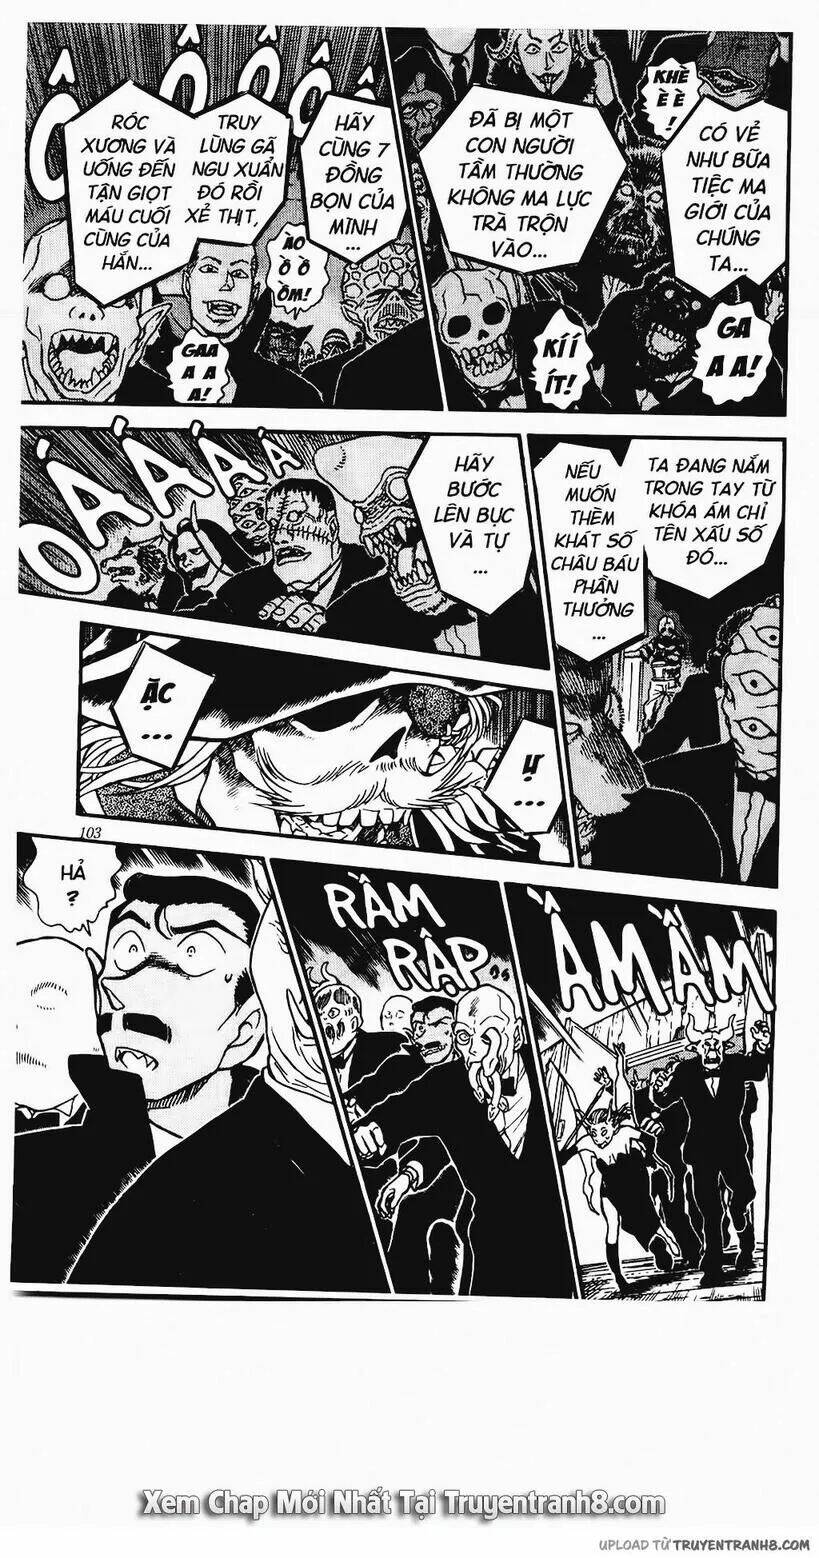 CÓ VẺ
NHƯ BỮA
TIỆC MA
GIỚI CỦA
CHÚNG
TA...
KHÈ
È È
!
ĐÃ BỊ MỘT
CON NGƯỜI
TẦM THƯỜNG
KHÔNG MA LỰC
TRÀ TRỘN
VÀO...
GA
A A!
KÍ Í
ÍT!
HÃY
CÙNG 7
ĐỒNG
BỌN CỦA
MÌNH
...
TRUY
LÙNG GÃ
NGU XUẨN
ĐÓ RỒI
XẺ THỊT,
RÓC
XƯƠNG VÀ
UỐNG ĐẾN
TẬN GIỌT
MÁU CUỐI
CÙNG CỦA
HẮN...
Ô Ô Ô Ô Ô
ÀO
Ồ Ồ
ỒM!
GAA
A A
A!
TA ĐANG NẮM
TRONG TAY TỪ
KHÓA ÁM CHỈ
TÊN XẤU SỐ
ĐÓ...
NẾU
MUỐN
THÈM
KHÁT SỐ
CHÂU BÁU
PHẦN
THƯỞNG
...
HÃY
BƯỚC
LÊN BỤC
VÀ TỰ
...
OÁÁÁÁÁ
Ự
....
ẶC
....
103
ẦM ẦM
RẦM
RẬP
HẢ
?
Xem Chap Mới Nhất Tại Truyentranh8.com
UPLOAD TỪ TRUYENTRANH8.COM